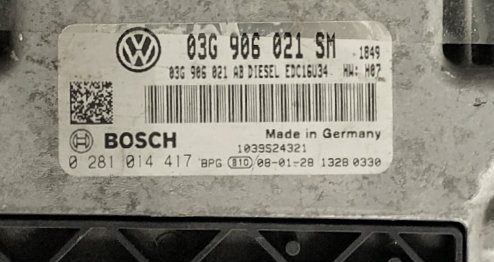 03G 906 021 SM -1849
03G 906 021 AB DIESEL EDC16U34 HW: H07
BOSCH
Made in Germany
1039S24321
0 281 014 417 BPG B10 08-01-28 1328 0330